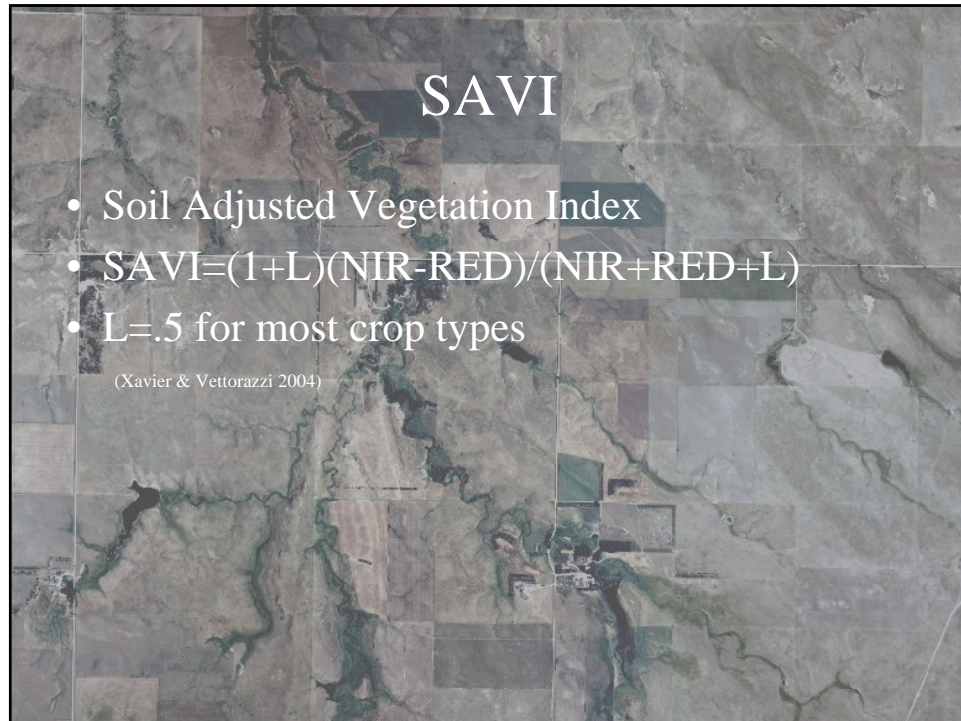 SAVI
• Soil Adjusted Vegetation Index
• SAVI=(1+L)(NIR-RED)/(NIR+RED+L)
• L=.5 for most crop types
(Xavier & Vettorazzi 2004)